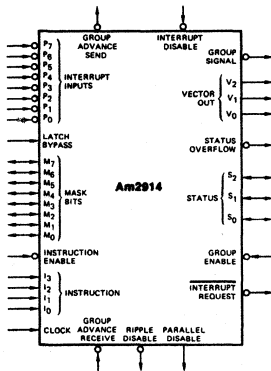 GROUP
ADVANCE
SEND
INTERRUPT
DISABLE
P7
P6
P5
P4
P3
P2
P1
P0
INTERRUPT
INPUTS
LATCH
BYPASS
M7
M6
M5
M4
M3
M2
M1
M0
MASK
BITS
INSTRUCTION
ENABLE
I3
I2
I1
I0
INSTRUCTION
CLOCK
Am2914
GROUP
SIGNAL
VECTOR
OUT
V2
V1
V0
STATUS
OVERFLOW
STATUS
S2
S1
S0
GROUP
ENABLE
INTERRUPT
REQUEST
GROUP
ADVANCE
RECEIVE
RIPPLE
DISABLE
PARALLEL
DISABLE